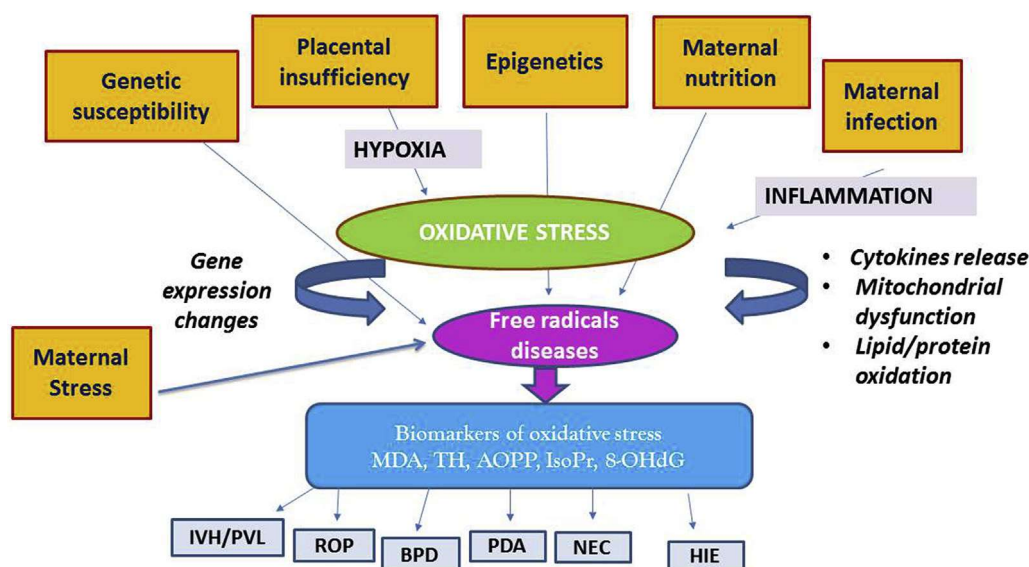 Genetic
susceptibility
Placental
insufficiency
Epigenetics
Maternal
nutrition
Maternal
infection
HYPOXIA
INFLAMMATION
OXIDATIVE STRESS
Gene
expression
changes
• Cytokines release
• Mitochondrial
dysfunction
• Lipid/protein
oxidation
Free radicals
diseases
Maternal
Stress
Biomarkers of oxidative stress
MDA, TH, AOPP, IsoPr, 8-OHdG
IVH/PVL
ROP
BPD
PDA
NEC
HIE